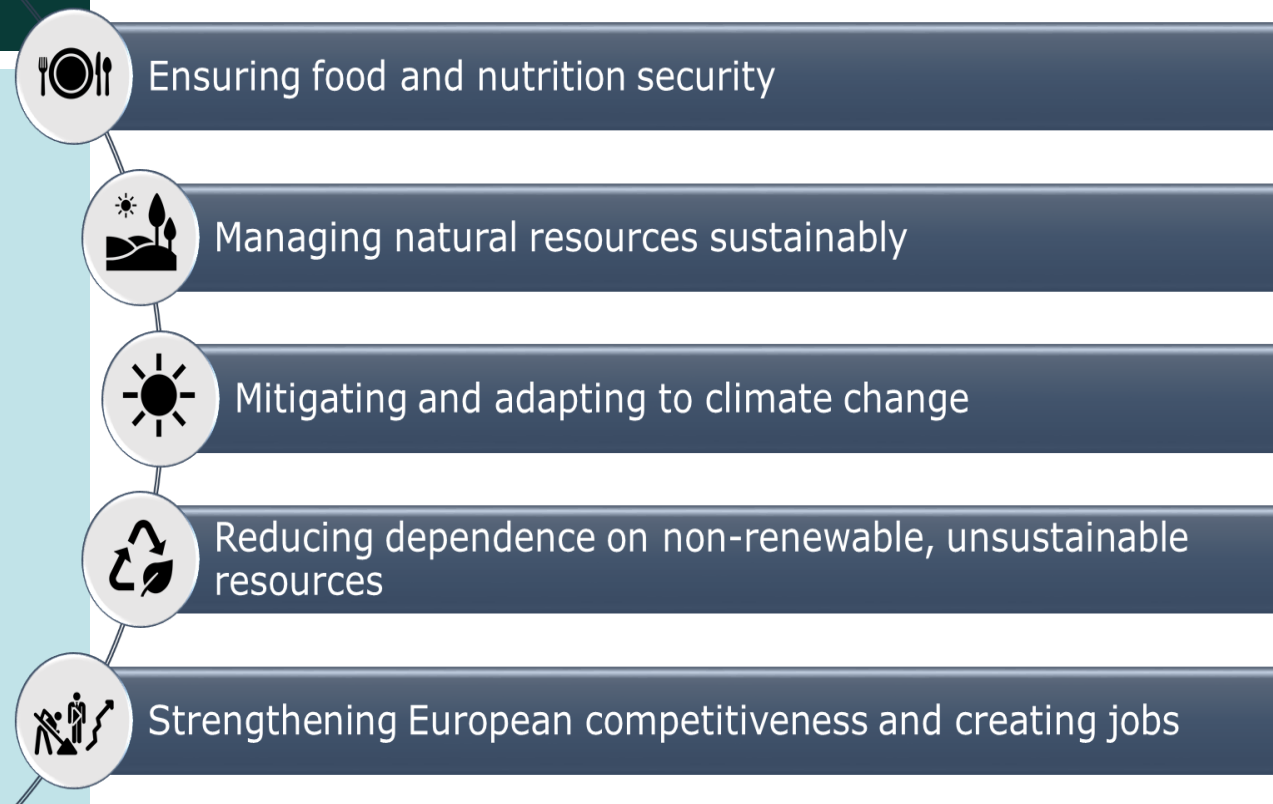 Ensuring food and nutrition security
Managing natural resources sustainably
Mitigating and adapting to climate change
Reducing dependence on non-renewable, unsustainable
resources
Strengthening European competitiveness and creating jobs